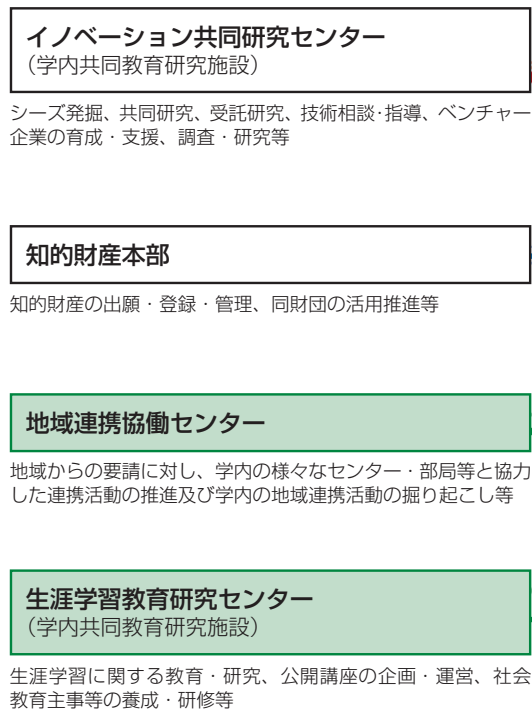 イノベーション共同研究センター
（学内共同教育研究施設）
シーズ発掘、共同研究、受託研究、技術相談・指導、ベンチャー
企業の育成・支援、調査・研究等
知的財産本部
知的財産の出願・登録・管理、同財団の活用推進等
地域連携協働センター
地域からの要請に対し、学内の様々なセンター・部局等と協力
した連携活動の推進及び学内の地域連携活動の掘り起こし等
生涯学習教育研究センター
（学内共同教育研究施設）
生涯学習に関する教育・研究、公開講座の企画・運営、社会
教育主事等の養成・研修等